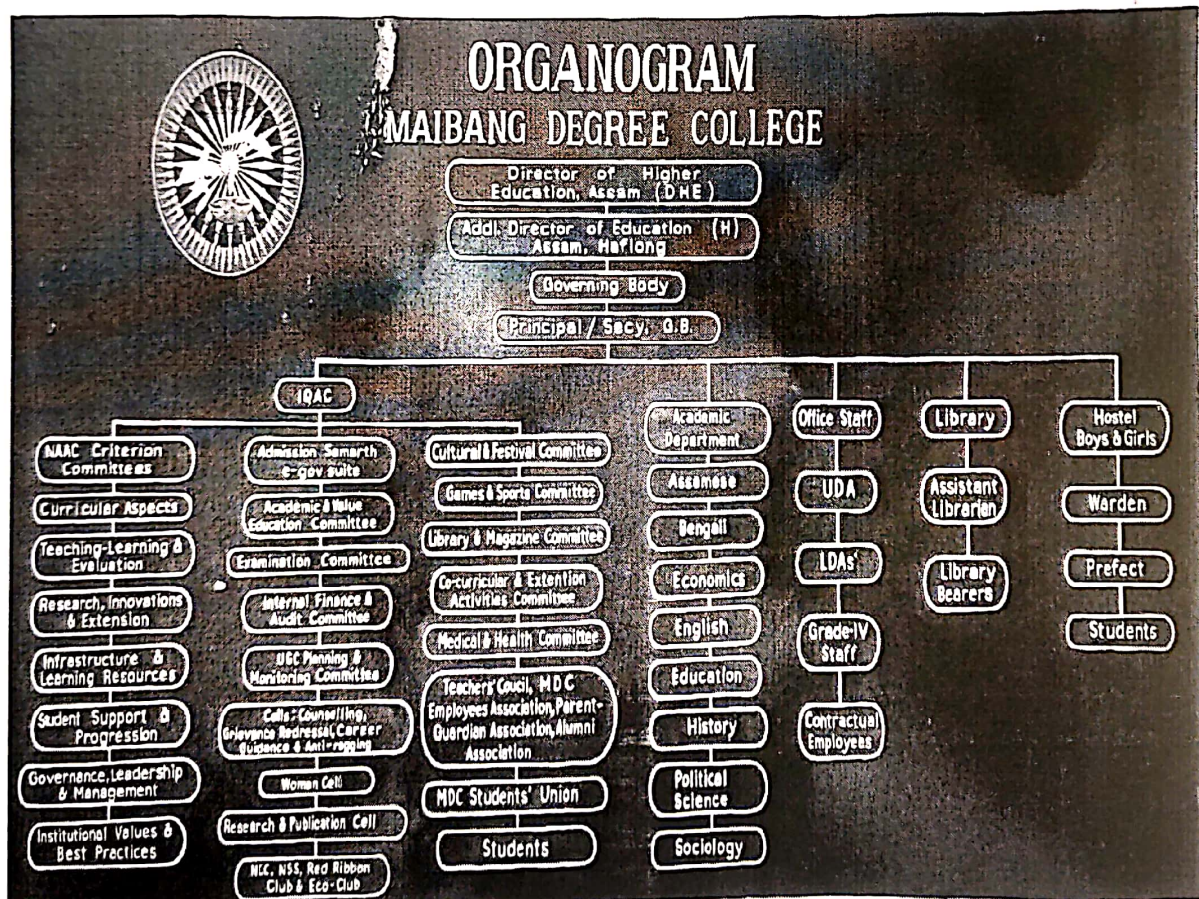 ORGANOGRAM
MAIBANG DEGREE COLLEGE
Director of Higher
Education, Assam (DHE)
Addl. Director of Education (H)
Assam, Haflong
Governing Body
Principal / Secy, G.B.
IQAC
NAAC Criterion
Committees
Curricular Aspects
Teaching-Learning &
Evaluation
Research, Innovations
& Extension
Infrastructure &
Learning Resources
Student Support &
Progression
Governance, Leadership
& Management
Institutional Values &
Best Practices
Admission Samarth
e-gov suite
Academic & Value
Education Committee
Examination Committee
Internal Finance &
Audit Committee
UGC Planning &
Monitoring Committee
Cells: Counselling,
Grievance Redressal, Career
Guidance & Anti-ragging
Women Cell
Research & Publication Cell
NCC, NSS, Red Ribbon
Club & Eco-Club
Cultural & Festival Committee
Games & Sports Committee
Library & Magazine Committee
Co-curricular & Extention
Activities Committee
Medical & Health Committee
Teachers' Coucil, MDC
Employees Association, Parent-
Guardian Association, Alumni
Association
MDC Students' Union
Students
Academic
Department
Assamese
Bengali
Economics
English
Education
History
Political
Science
Sociology
Office Staff
UDA
LDAs'
Grade-IV
Staff
Contractual
Employees
Library
Assistant
Librarian
Library
Bearers
Hostel
Boys & Girls
Warden
Prefect
Students